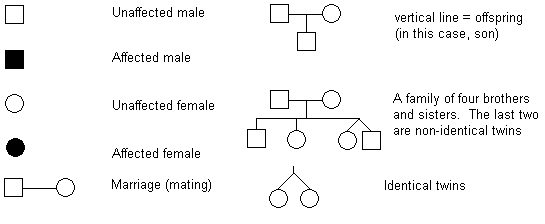 Unaffected male
Affected male
Unaffected female
Affected female
Marriage (mating)
vertical line = offspring
(in this case, son)
A family of four brothers
and sisters.  The last two
are non-identical twins
Identical twins